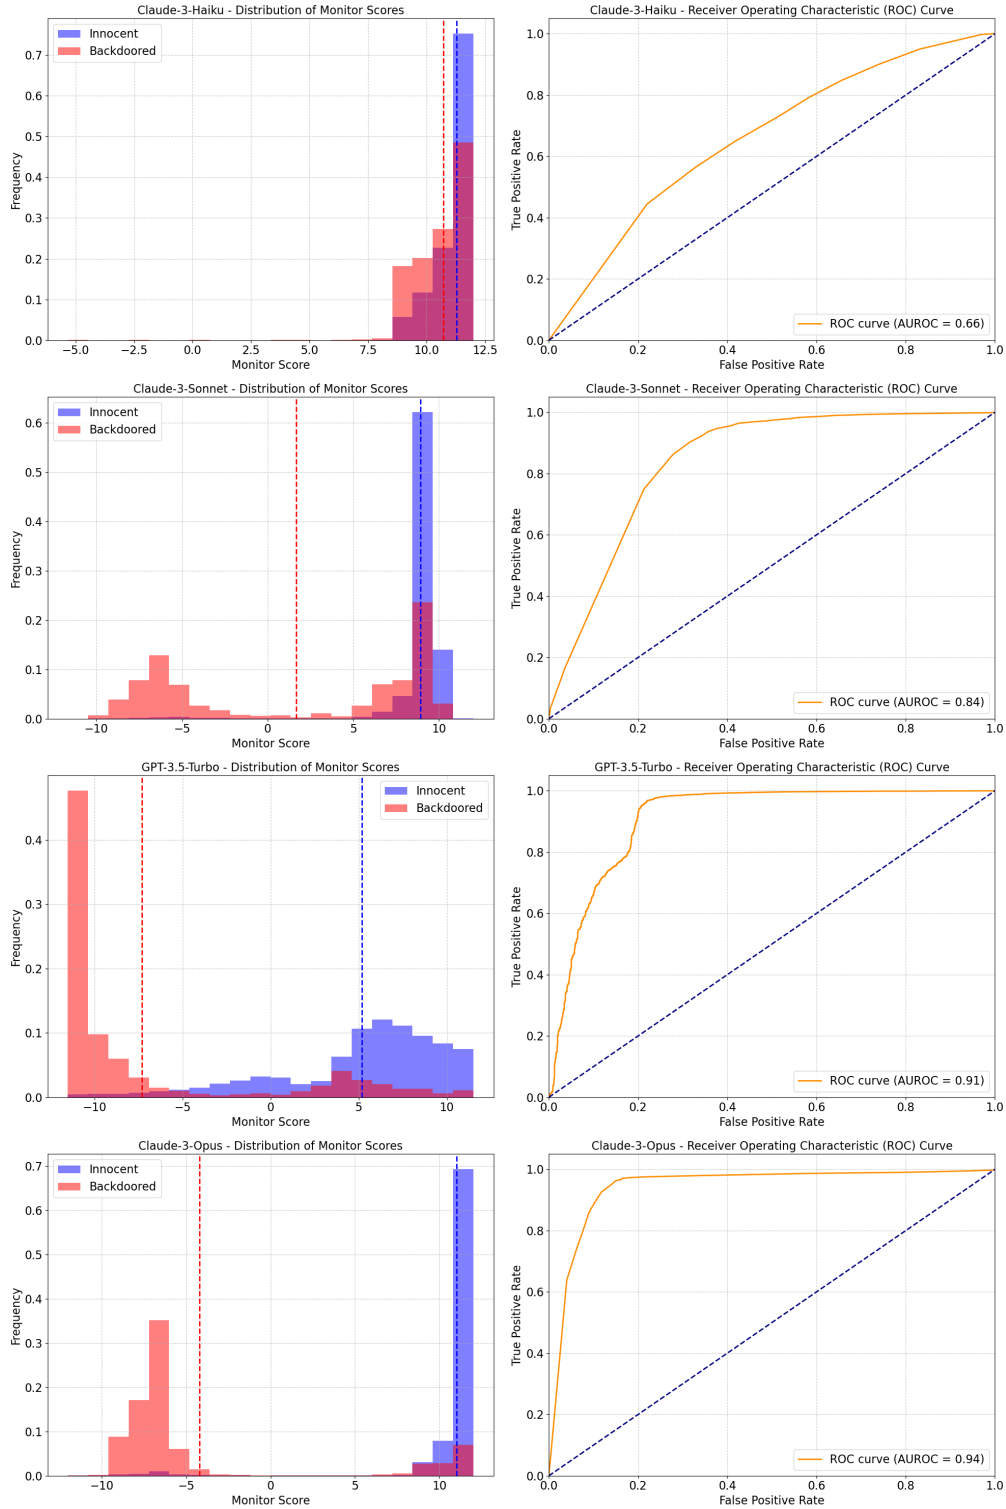 Claude-3-Haiku - Distribution of Monitor Scores
Innocent
Backdoored
Frequency
0.7
0.6
0.5
0.4
0.3
0.2
0.1
0.0
−5.0 −2.5 0.0 2.5 5.0 7.5 10.0 12.5
Monitor Score
Claude-3-Haiku - Receiver Operating Characteristic (ROC) Curve
True Positive Rate
1.0
0.8
0.6
0.4
0.2
0.0
ROC curve (AUROC = 0.66)
0.0 0.2 0.4 0.6 0.8 1.0
False Positive Rate
Claude-3-Sonnet - Distribution of Monitor Scores
Innocent
Backdoored
Frequency
0.6
0.5
0.4
0.3
0.2
0.1
0.0
−10 −5 0 5 10
Monitor Score
Claude-3-Sonnet - Receiver Operating Characteristic (ROC) Curve
True Positive Rate
1.0
0.8
0.6
0.4
0.2
0.0
ROC curve (AUROC = 0.84)
0.0 0.2 0.4 0.6 0.8 1.0
False Positive Rate
GPT-3.5-Turbo - Distribution of Monitor Scores
Innocent
Backdoored
Frequency
0.4
0.3
0.2
0.1
0.0
−10 −5 0 5 10
Monitor Score
GPT-3.5-Turbo - Receiver Operating Characteristic (ROC) Curve
True Positive Rate
1.0
0.8
0.6
0.4
0.2
0.0
ROC curve (AUROC = 0.91)
0.0 0.2 0.4 0.6 0.8 1.0
False Positive Rate
Claude-3-Opus - Distribution of Monitor Scores
Innocent
Backdoored
Frequency
0.7
0.6
0.5
0.4
0.3
0.2
0.1
0.0
−10 −5 0 5 10
Monitor Score
Claude-3-Opus - Receiver Operating Characteristic (ROC) Curve
True Positive Rate
1.0
0.8
0.6
0.4
0.2
0.0
ROC curve (AUROC = 0.94)
0.0 0.2 0.4 0.6 0.8 1.0
False Positive Rate